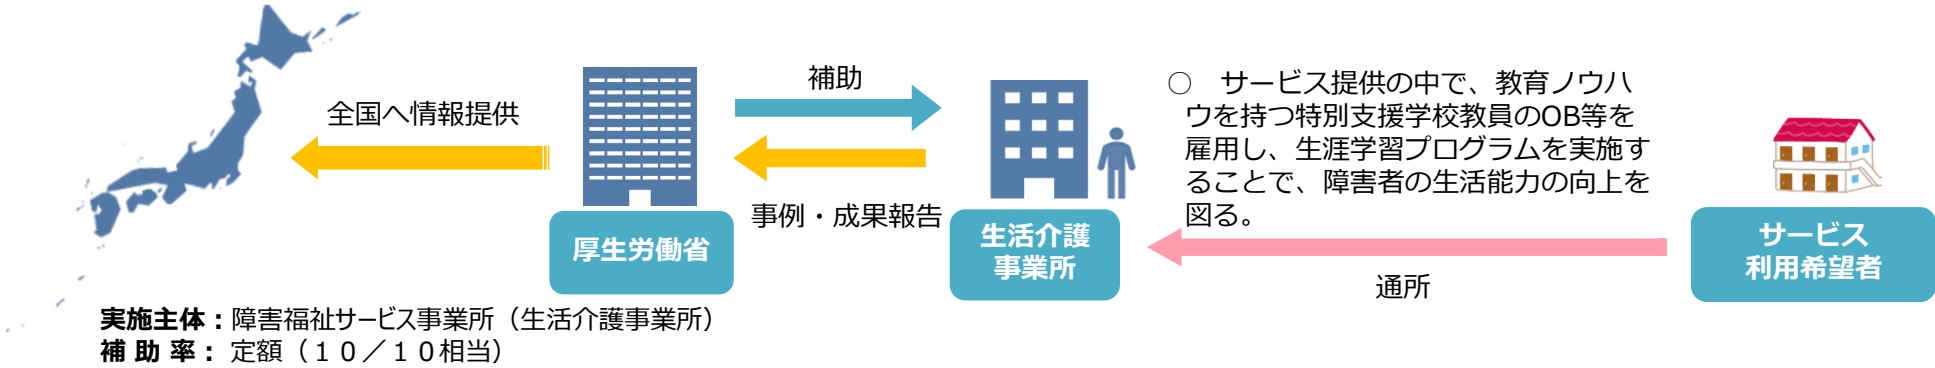 全国へ情報提供
補助
事例・成果報告
厚生労働省
生活介護
事業所
○　サービス提供の中で、教育ノウハ
ウを持つ特別支援学校教員のOB等を
雇用し、生涯学習プログラムを実施す
ることで、障害者の生活能力の向上を
図る。
通所
サービス
利用希望者
実施主体：障害福祉サービス事業所（生活介護事業所）
補 助 率： 定額（１０／１０相当）